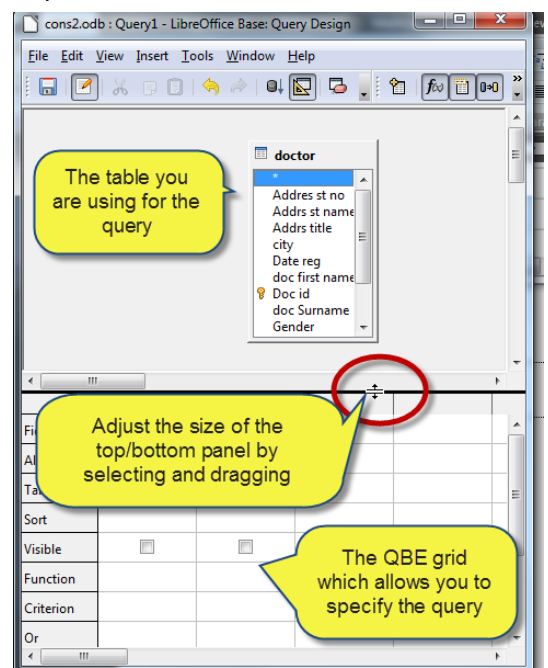 cons2.odb : Query1 - LibreOffice Base: Query Design
File Edit View Insert Tools Window Help
doctor
*
Addres st no
Addrs st name
Addrs title
city
Date reg
doc first name
Doc id
doc Surname
Gender
The table you
are using for the
query
Adjust the size of the
top/bottom panel by
selecting and dragging
Sort
Visible
Function
Criterion
Or
The QBE grid
which allows you to
specify the query